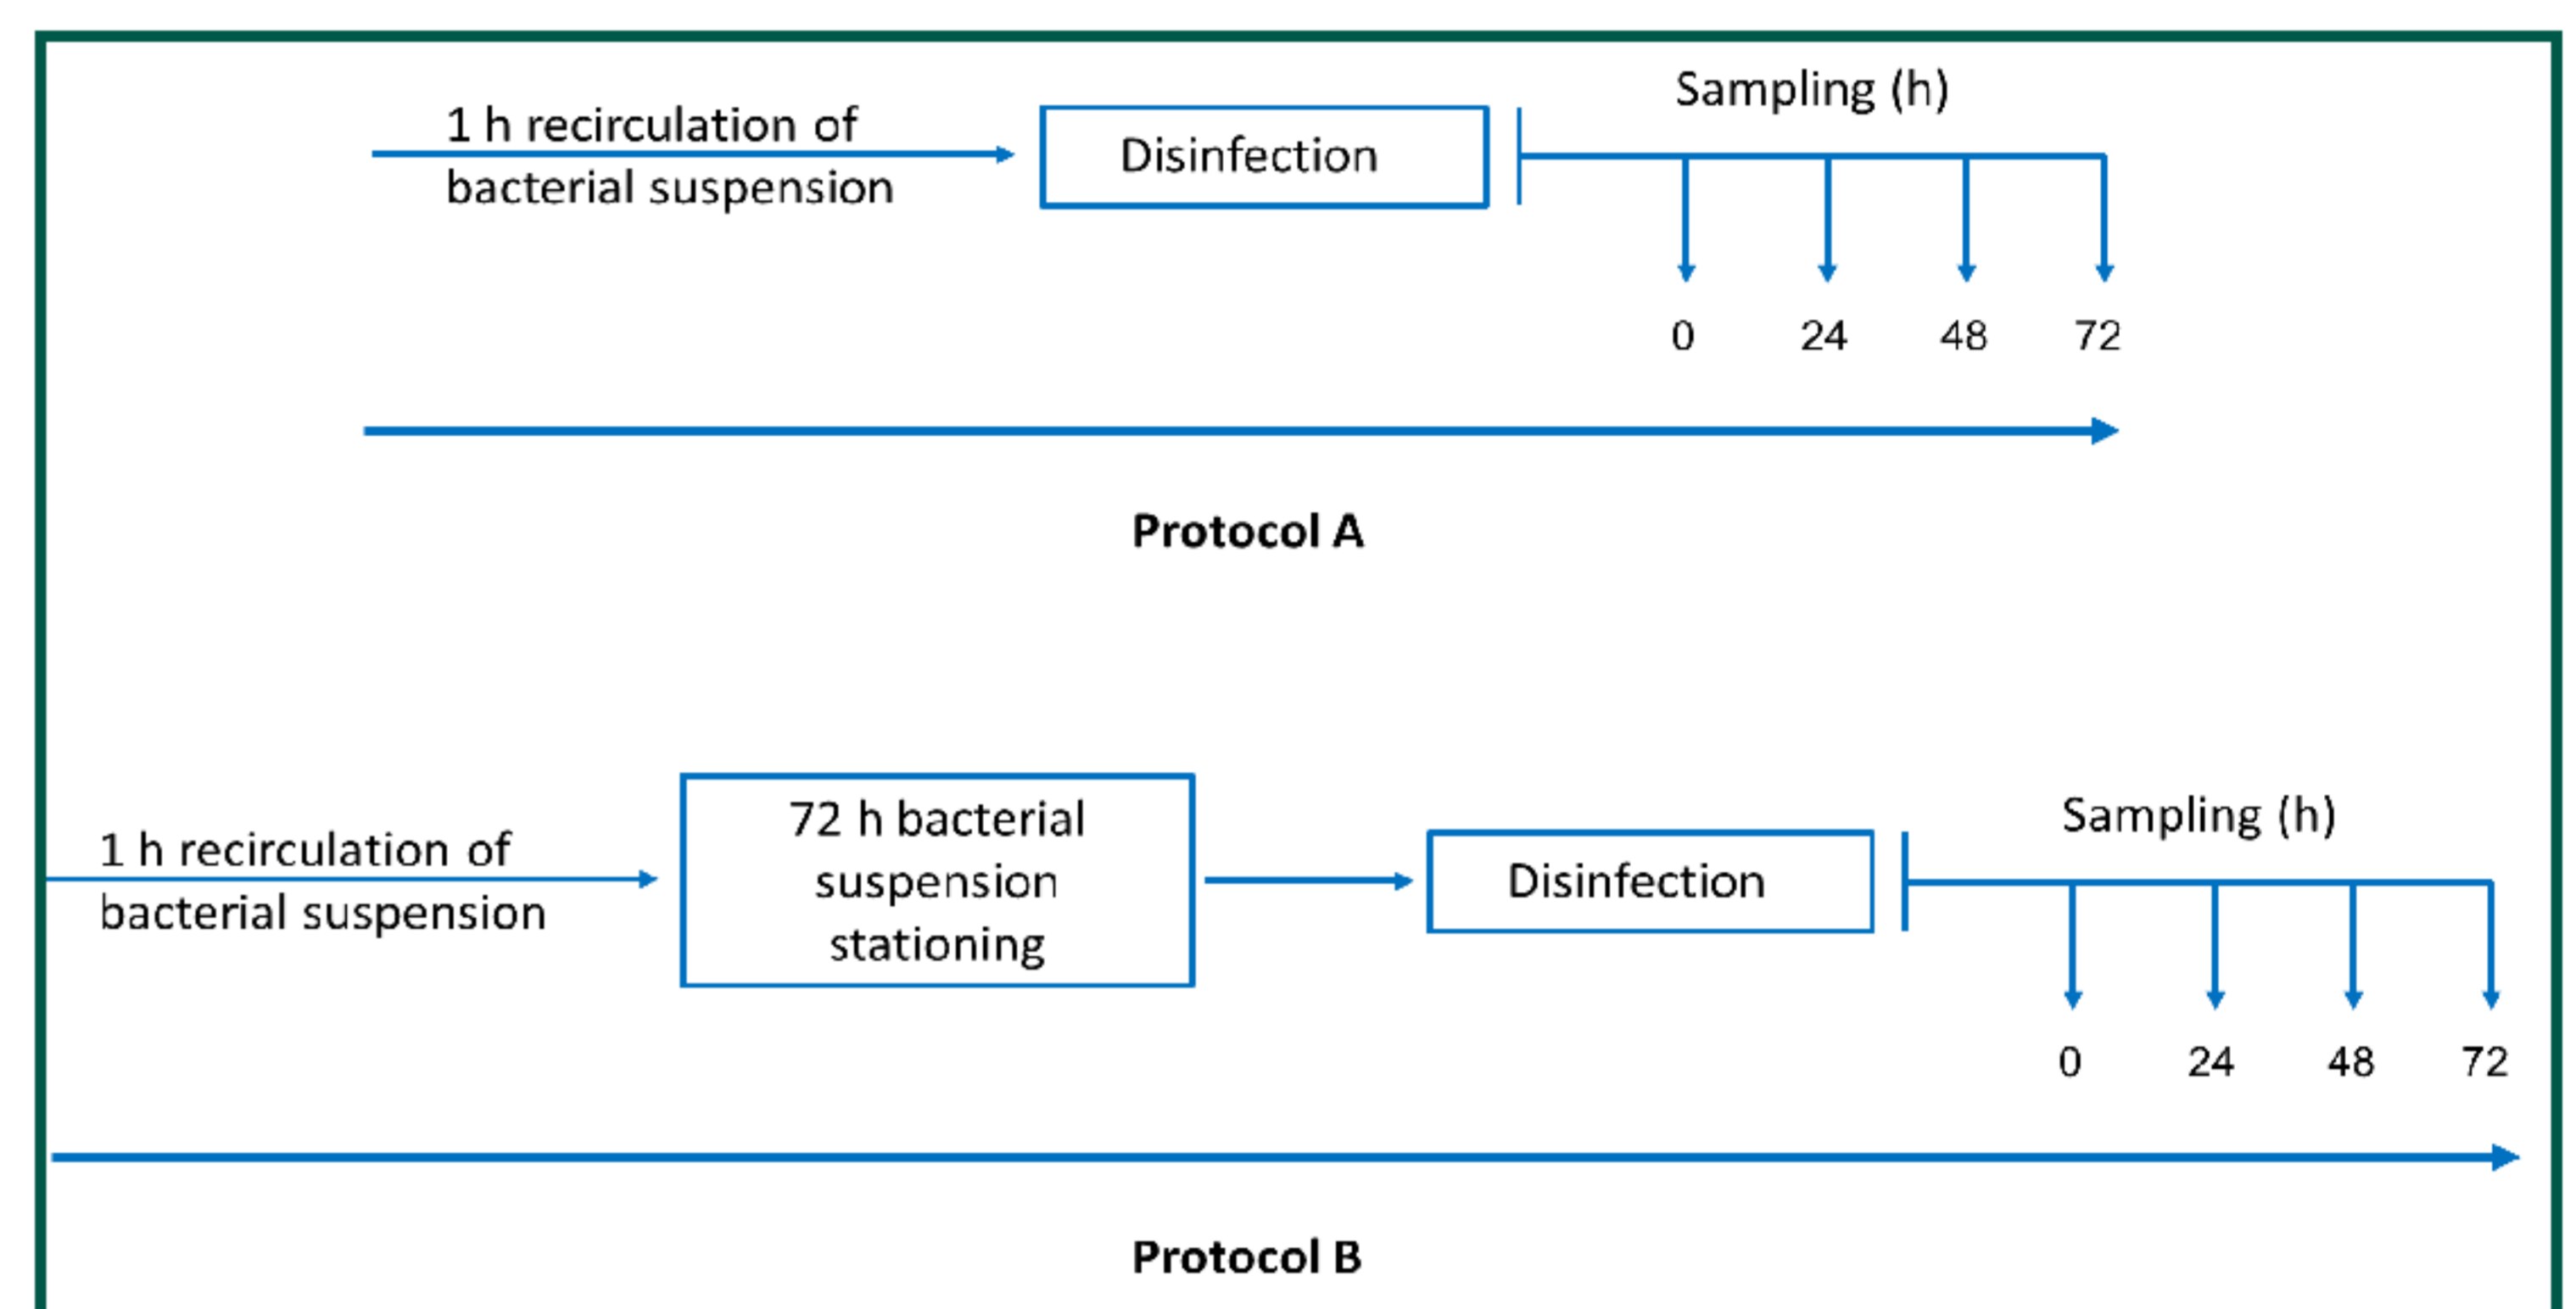 Sampling (h)
1 h recirculation of
bacterial suspension
Disinfection
0 24 48 72
Protocol A
72 h bacterial
suspension
stationing
1 h recirculation of
bacterial suspension
Disinfection
Sampling (h)
0 24 48 72
Protocol B